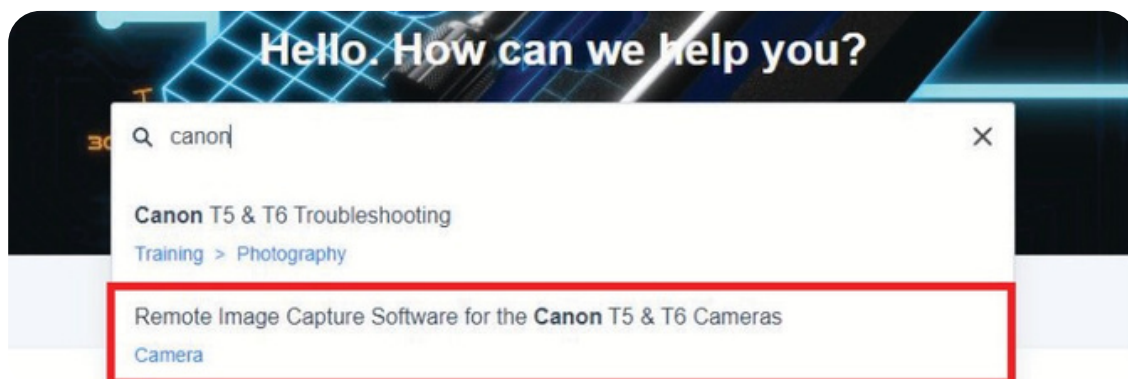 Hello. How can we help you?
canon
Canon T5 & T6 Troubleshooting
Training > Photography
Remote Image Capture Software for the Canon T5 & T6 Cameras
Camera